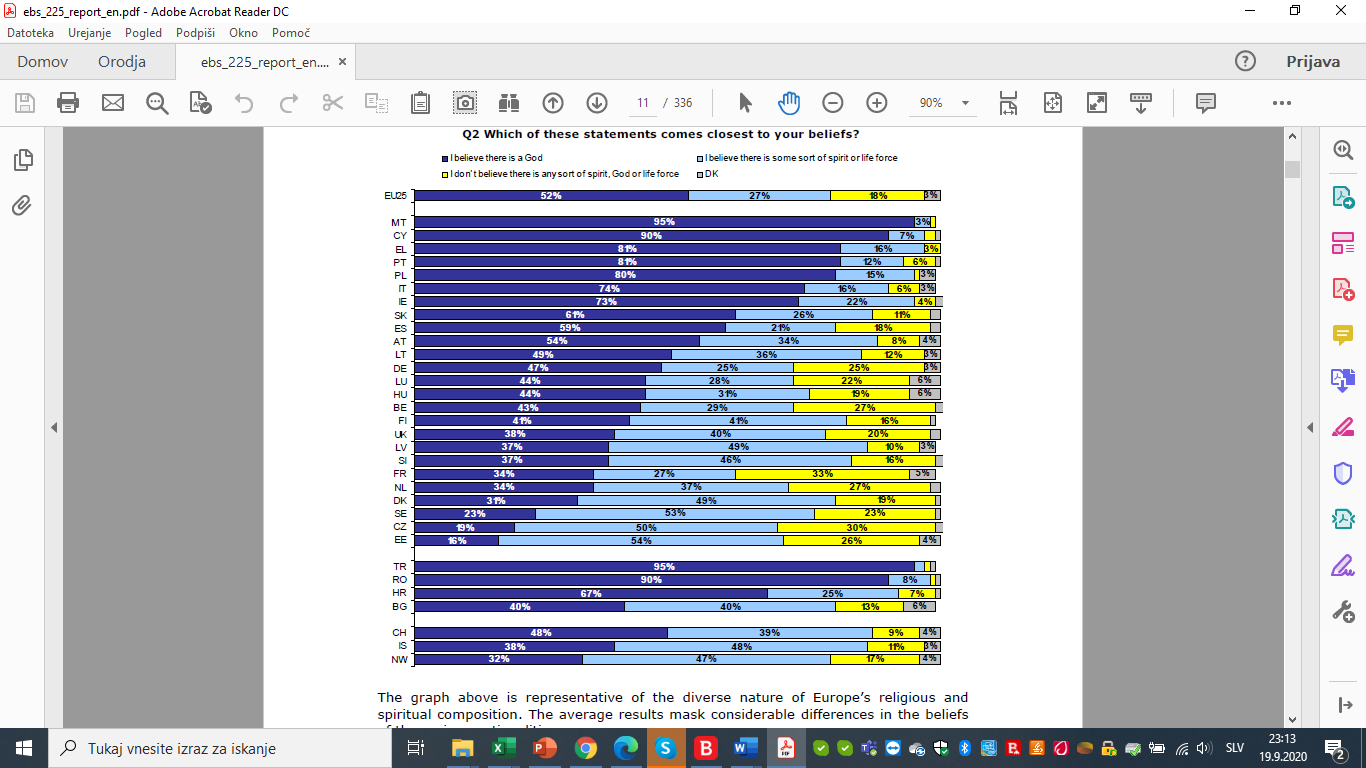 ebs_225_report_en.pdf - Adobe Acrobat Reader DC
Datoteka Urejanje Pogled Podpiši Okno Pomoč
Domov Orodja ebs_225_report_en.... × ? Prijava
11 / 336 90%
Q2 Which of these statements comes closest to your beliefs?
I believe there is a God I believe there is some sort of spirit or life force
I don't believe there is any sort of spirit, God or life force DK
EU25 52% 27% 18% 3%
MT 95% 3%
CY 90% 7%
EL 81% 16% 3%
PT 81% 12% 6%
PL 80% 15% 3%
IT 74% 16% 6% 3%
IE 73% 22% 4%
SK 61% 26% 11%
ES 59% 21% 18%
AT 54% 34% 8% 4%
LT 49% 36% 12% 3%
DE 47% 25% 25% 3%
LU 44% 28% 22% 6%
HU 44% 31% 19% 6%
BE 43% 29% 27%
FI 41% 41% 16%
UK 38% 40% 20%
LV 37% 49% 10% 3%
SI 37% 46% 16%
FR 34% 27% 33% 5%
NL 34% 37% 27%
DK 31% 49% 19%
SE 23% 53% 23%
CZ 19% 50% 30%
EE 16% 54% 26% 4%
TR 95%
RO 90% 8%
HR 67% 25% 7%
BG 40% 40% 13% 6%
CH 48% 39% 9% 4%
IS 38% 48% 11% 3%
NW 32% 47% 17% 4%
The graph above is representative of the diverse nature of Europe's religious and
spiritual composition. The average results mask considerable differences in the beliefs
Tukaj vnesite izraz za iskanje
SLV
23:13
19.9.2020
2